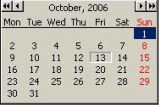 October, 2006
Mon Tue Wed Thu Fri Sat Sun
1
2 3 4 5 6 7 8
9 10 11 12 13 14 15
16 17 18 19 20 21 22
23 24 25 26 27 28 29
30 31